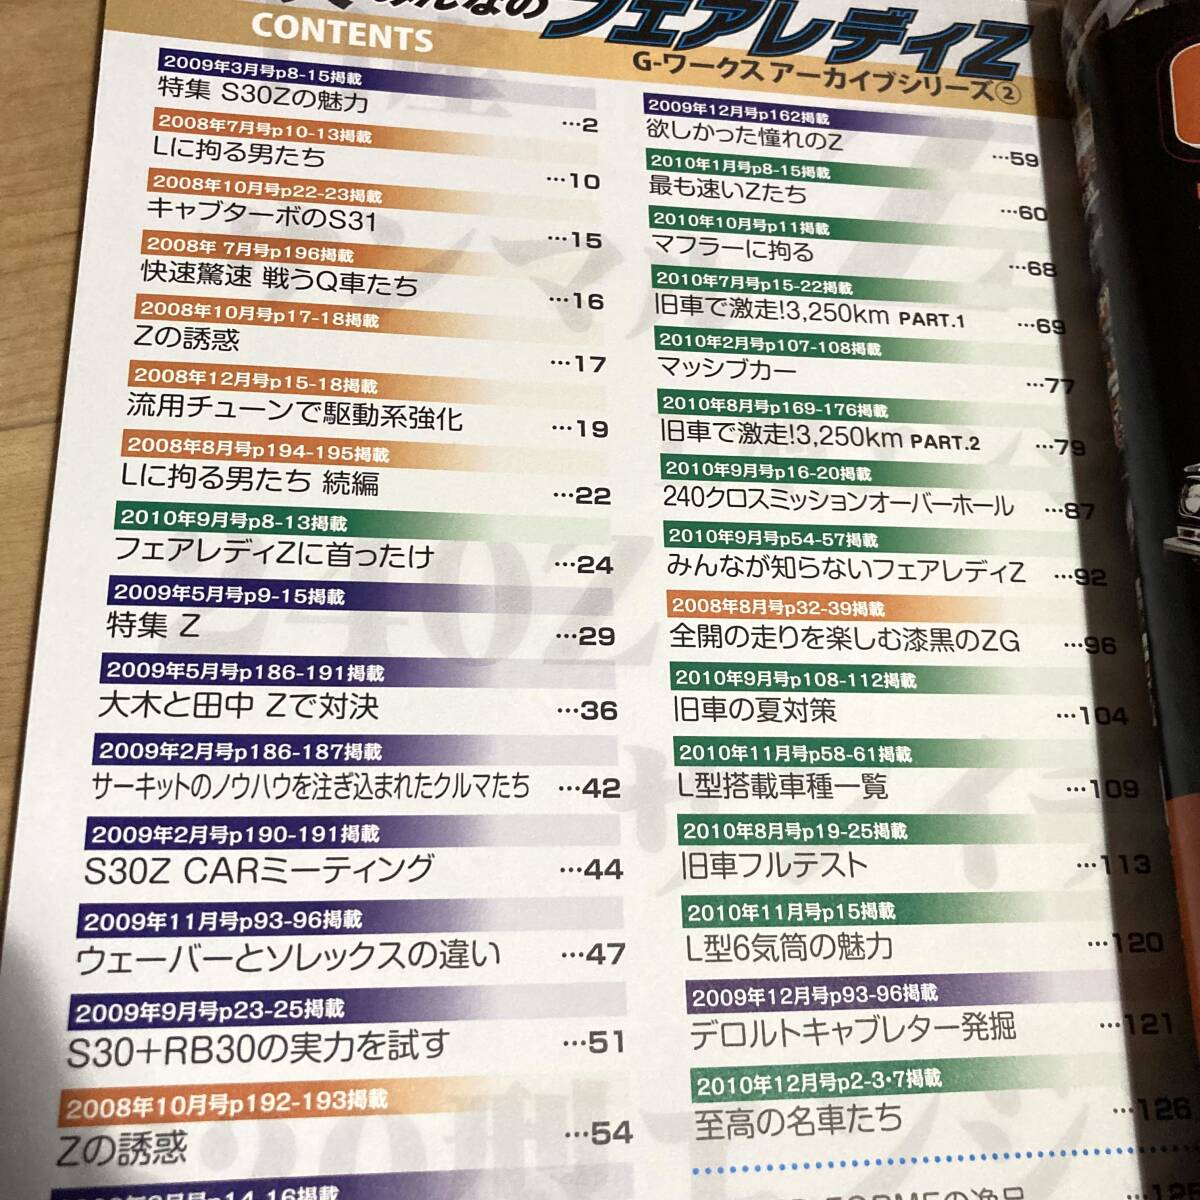 みんなの
フェアレディZ
CONTENTS
G-ワークス アーカイブシリーズ②
2009年3月号p8-15掲載
特集 S30Zの魅力 …2
2008年7月号p10-13掲載
Lに拘る男たち …10
2008年10月号p22-23掲載
キャブターボのS31 …15
2008年 7月号p196掲載
快速驚速 戦うQ車たち …16
2008年10月号p17-18掲載
Zの誘惑 …17
2008年12月号p15-18掲載
流用チューンで駆動系強化 …19
2008年8月号p194-195掲載
Lに拘る男たち 続編 …22
2010年9月号p8-13掲載
フェアレディZに首ったけ …24
2009年5月号p9-15掲載
特集 Z …29
2009年5月号p186-191掲載
大木と田中 Zで対決 …36
2009年2月号p186-187掲載
サーキットのノウハウを注ぎ込まれたクルマたち …42
2009年2月号p190-191掲載
S30Z CARミーティング …44
2009年11月号p93-96掲載
ウェーバーとソレックスの違い …47
2009年9月号p23-25掲載
S30+RB30の実力を試す …51
2008年10月号p192-193掲載
Zの誘惑 …54
2009年12月号p162掲載
欲しかった憧れのZ …59
2010年1月号p8-15掲載
最も速いZたち …60
2010年10月号p11掲載
マフラーに拘る …68
2010年7月号p15-22掲載
旧車で激走!3,250km PART.1 …69
2010年2月号p107-108掲載
マッシブカー …77
2010年8月号p169-176掲載
旧車で激走!3,250km PART.2 …79
2010年9月号p16-20掲載
240クロスミッションオーバーホール …87
2010年9月号p54-57掲載
みんなが知らないフェアレディZ …92
2008年8月号p32-39掲載
全開の走りを楽しむ漆黒のZG …96
2010年9月号p108-112掲載
旧車の夏対策 …104
2010年11月号p58-61掲載
L型搭載車種一覧 …109
2010年8月号p19-25掲載
旧車フルテスト …113
2010年11月号p15掲載
L型6気筒の魅力 …120
2009年12月号p93-96掲載
デロルトキャブレター発掘 …121
2010年12月号p2-3・7掲載
至高の名車たち …126